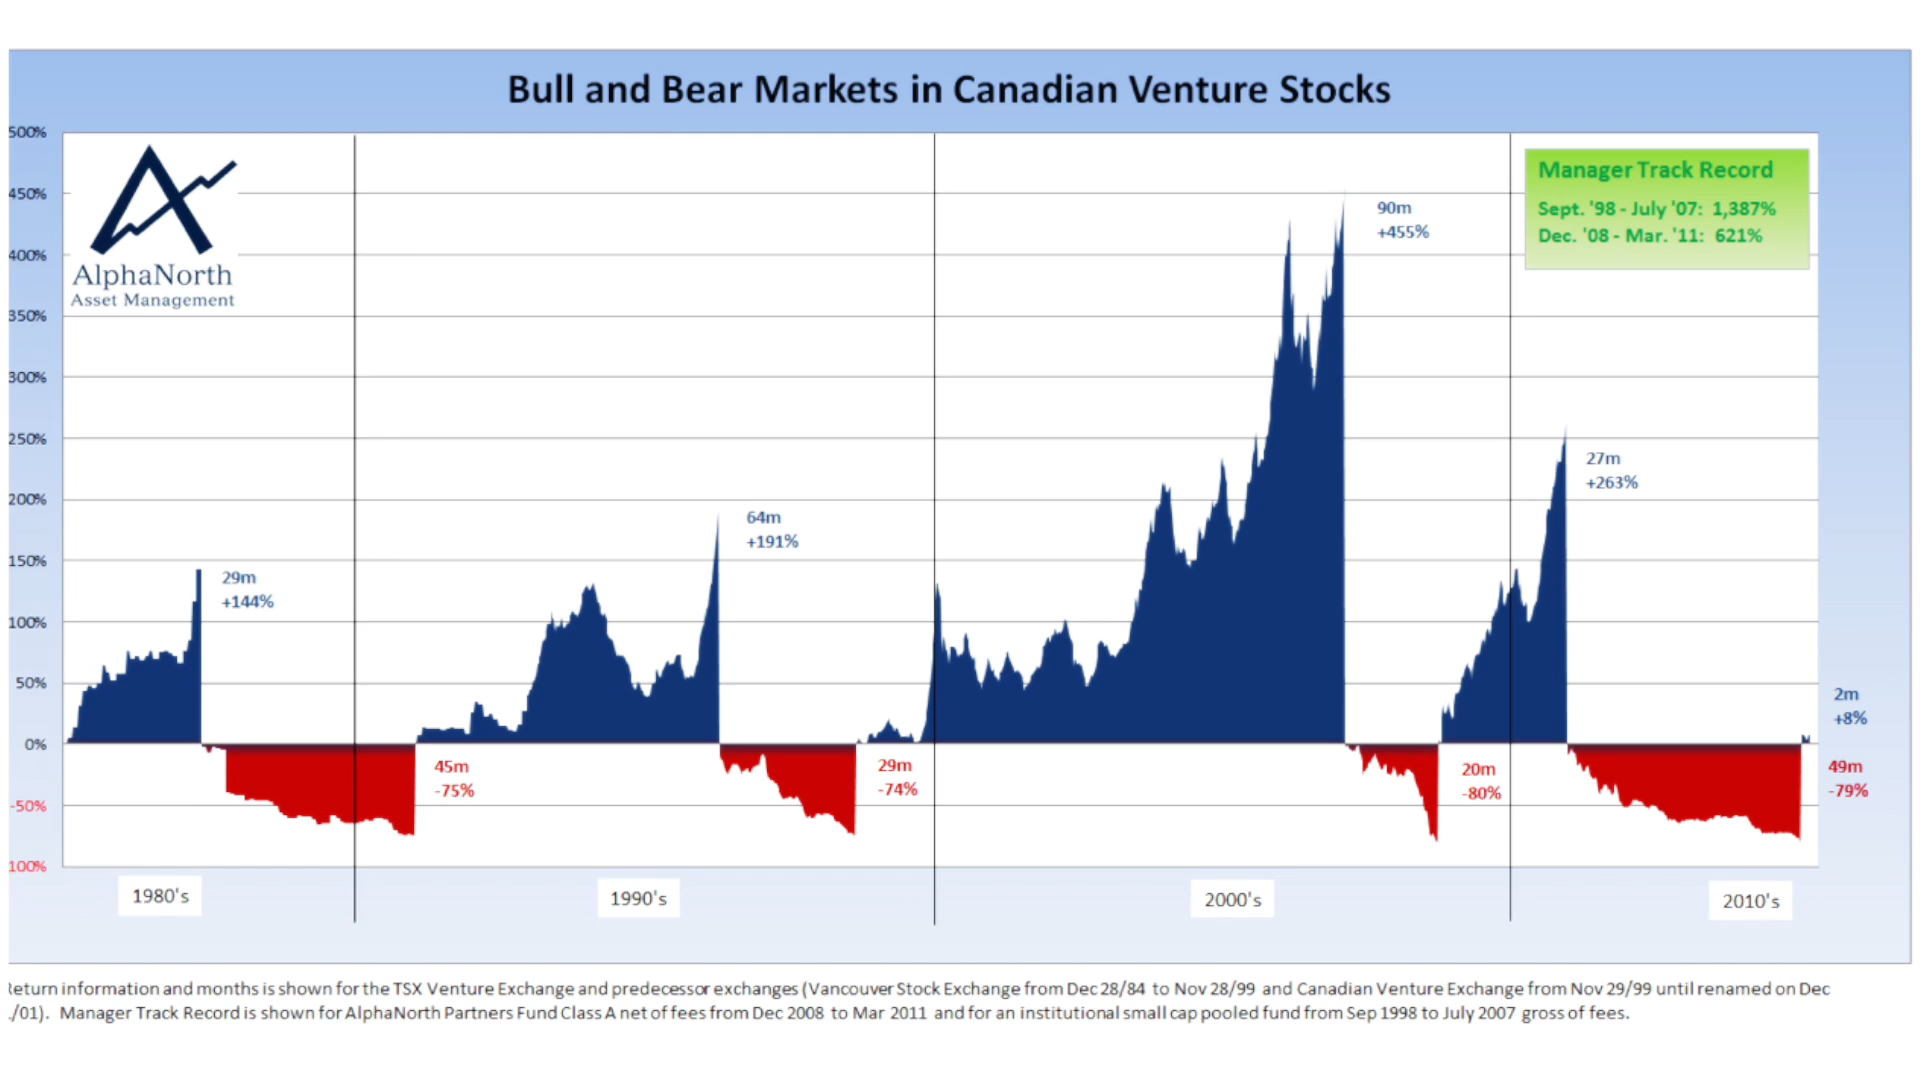 Bull and Bear Markets in Canadian Venture Stocks
500%
450%
400%
350%
300%
250%
200%
150%
100%
50%
0%
-50%
100%
AlphaNorth
Asset Management
Manager Track Record
Sept. '98 - July '07: 1,387%
Dec. '08 - Mar. '11: 621%
29m
+144%
45m
-75%
64m
+191%
29m
-74%
90m
+455%
20m
-80%
27m
+263%
2m
+8%
49m
-79%
1980's
1990's
2000's
2010's
Return information and months is shown for the TSX Venture Exchange and predecessor exchanges (Vancouver Stock Exchange from Dec 28/84 to Nov 28/99 and Canadian Venture Exchange from Nov 29/99 until renamed on Dec
./01). Manager Track Record is shown for AlphaNorth Partners Fund Class A net of fees from Dec 2008 to Mar 2011 and for an institutional small cap pooled fund from Sep 1998 to July 2007 gross of fees.